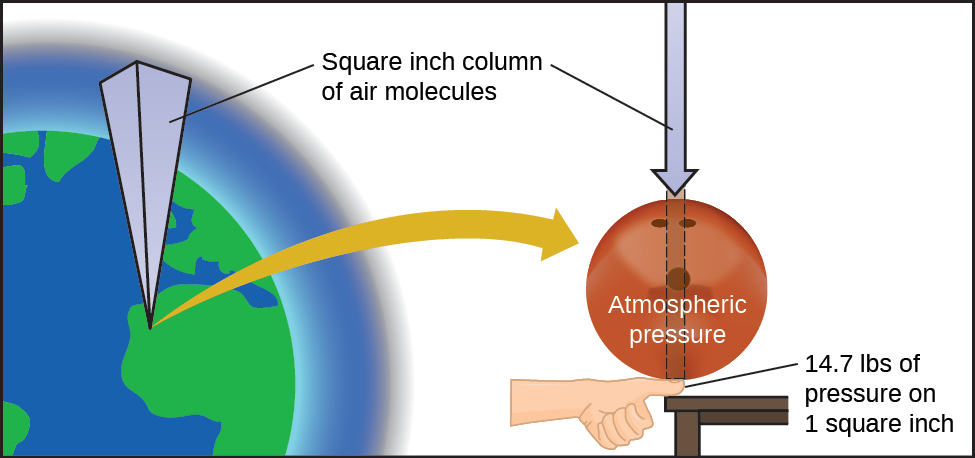 Square inch column
of air molecules
Atmospheric
pressure
14.7 lbs of
pressure on
1 square inch